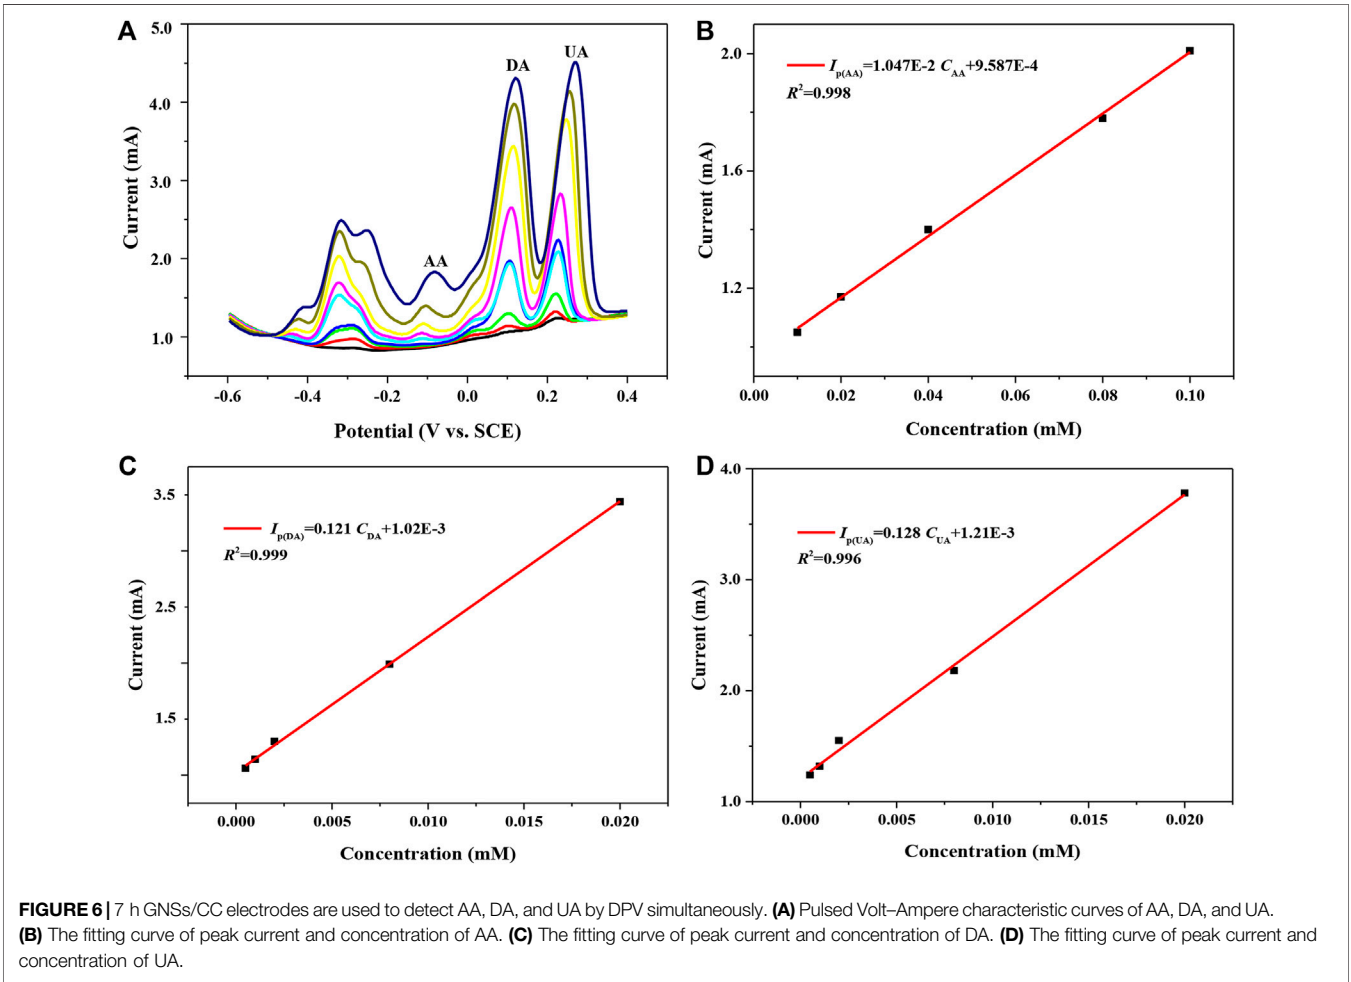 A
5.0
4.0
3.0
2.0
1.0
Current (mA)
DA
UA
AA
-0.6 -0.4 -0.2 0.0 0.2 0.4
Potential (V vs. SCE)
B
2.0
1.6
1.2
Current (mA)
I p(AA)=1.047E-2 C AA+9.587E-4
R²=0.998
0.00 0.02 0.04 0.06 0.08 0.10
Concentration (mM)
C
3.5
2.5
1.5
Current (mA)
I p(DA)=0.121 C DA+1.02E-3
R²=0.999
0.000 0.005 0.010 0.015 0.020
Concentration (mM)
D
4.0
3.0
2.0
1.0
Current (mA)
I p(UA)=0.128 C UA+1.21E-3
R²=0.996
0.000 0.005 0.010 0.015 0.020
Concentration (mM)
FIGURE 6 | 7 h GNSs/CC electrodes are used to detect AA, DA, and UA by DPV simultaneously. (A) Pulsed Volt–Ampere characteristic curves of AA, DA, and UA.
(B) The fitting curve of peak current and concentration of AA. (C) The fitting curve of peak current and concentration of DA. (D) The fitting curve of peak current and
concentration of UA.